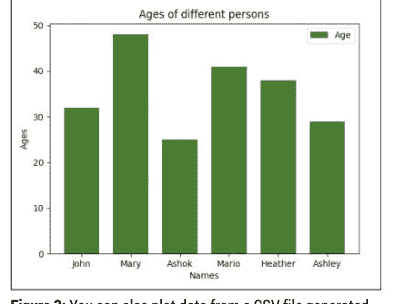 Ages of different persons
Age
50
40
30
20
10
0
Ages
John Mary Ashok Mario Heather Ashley
Names
Figure 2: You can also plot data from a CSV file generated